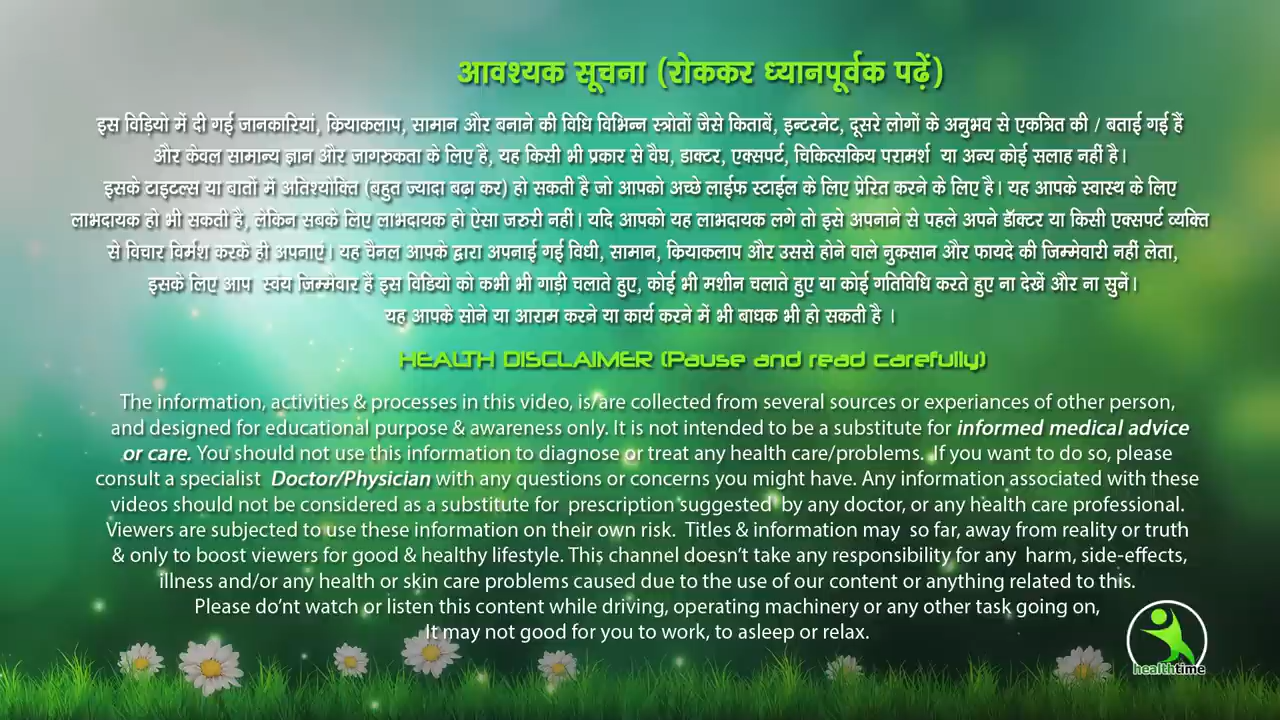 आवश्यक सूचना (रोककर ध्यानपूर्वक पढ़ें)
इस विड़ियो में दी गई जानकारियां, कियाकलाप, सामान और बनाने की विधि विभिन्न स्त्रोतों जैसे किताबें, इन्टरनेट, दूसरे लोगों के अनुभव से एकत्रित की / बताई गई हैं
और केवल सामान्य ज्ञान और जागरुकता के लिए है, यह किसी भी प्रकार से वैघ, डाक्टर, एक्सपर्ट, चिकित्सकिय परामर्श या अन्य कोई सलाह नहीं है।
इसके टाइटल्स या बातों में अतिश्योक्ति (बहुत ज्यादा बढ़ा कर) हो सकती है जो आपको अच्छे लाईफ स्टाईल के लिए प्रेरित करने के लिए है। यह आपके स्वास्थ के लिए
लाभदायक हो भी सकती है, लेकिन सबके लिए लाभदायक हो ऐसा जरुरी नहीं। यदि आपको यह लाभदायक लगे तो इसे अपनाने से पहले अपने डॉक्टर या किसी एक्सपर्ट व्यक्ति
से विचार विर्मश करके ही अपनाएं। यह चैनल आपके द्वारा अपनाई गई विधी, सामान, कियाकलाप और उससे होने वाले नुकसान और फायदे की जिम्मेवारी नहीं लेता,
इसके लिए आप स्वंय जिम्मेवार हैं इस विडियो को कभी भी गाड़ी चलाते हुए, कोई भी मशीन चलाते हुए या कोई गतिविधि करते हुए ना देखें और ना सुनें।
यह आपके सोने या आराम करने या कार्य करने में भी बाधक भी हो सकती है ।
HEALTH DISCLAIMER (Pause and read carefully)
The information, activities & processes in this video, is/are collected from several sources or experiances of other person,
and designed for educational purpose & awareness only. It is not intended to be a substitute for informed medical advice
or care. You should not use this information to diagnose or treat any health care/problems. If you want to do so, please
consult a specialist Doctor/Physician with any questions or concerns you might have. Any information associated with these
videos should not be considered as a substitute for prescription suggested by any doctor, or any health care professional.
Viewers are subjected to use these information on their own risk. Titles & information may so far, away from reality or truth
& only to boost viewers for good & healthy lifestyle. This channel doesn't take any responsibility for any harm, side-effects,
illness and/or any health or skin care problems caused due to the use of our content or anything related to this.
Please do'nt watch or listen this content while driving, operating machinery or any other task going on,
It may not good for you to work, to asleep or relax.
healthtime